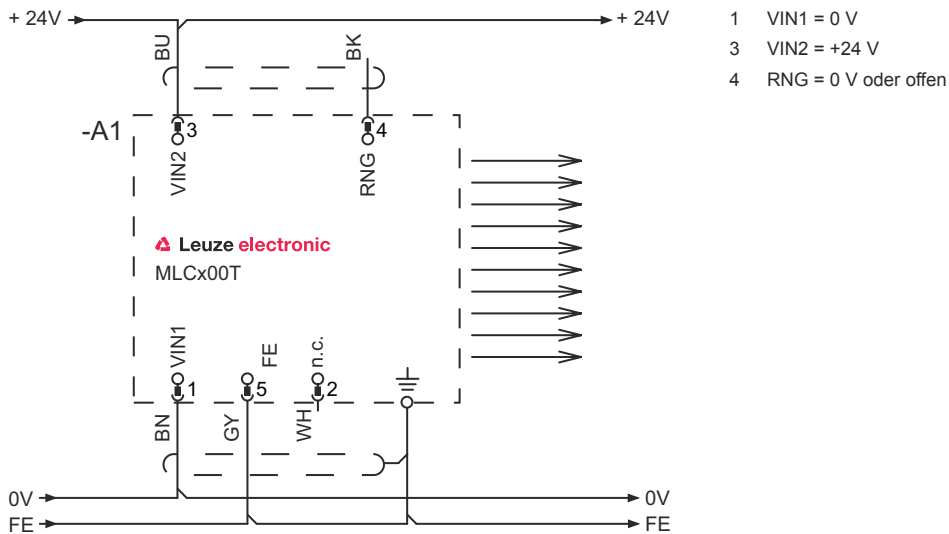 + 24V
+ 24V
1 VIN1 = 0 V
3 VIN2 = +24 V
4 RNG = 0 V oder offen
BU
BK
-A1
3
4
VIN2
RNG
Leuze electronic
MLCx00T
VIN1
FE
n.c.
1
5
2
BN
GY
WH
0V
0V
FE
FE